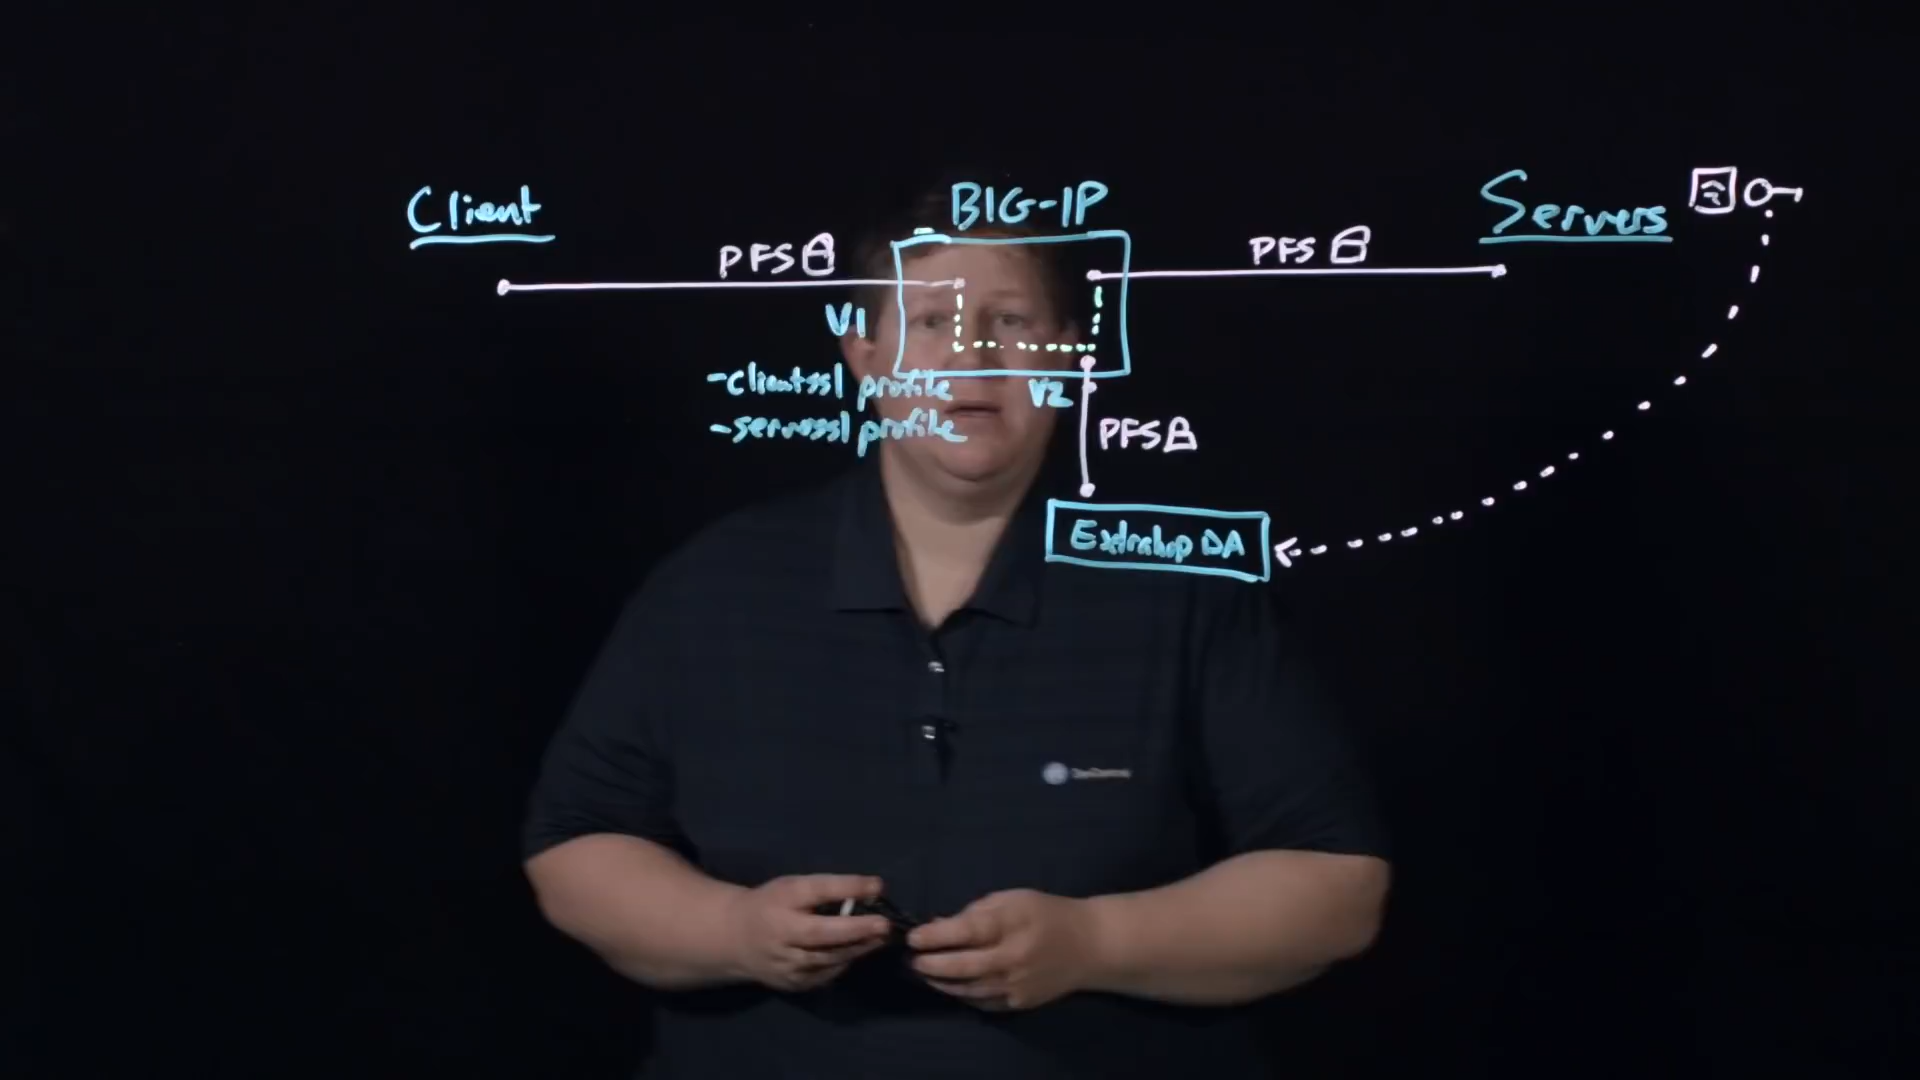 Client
BIG-IP
Servers
PFS
PFS
V1
-clientssl profile
V2
-serverssl profile
PFS
Extrahop DA